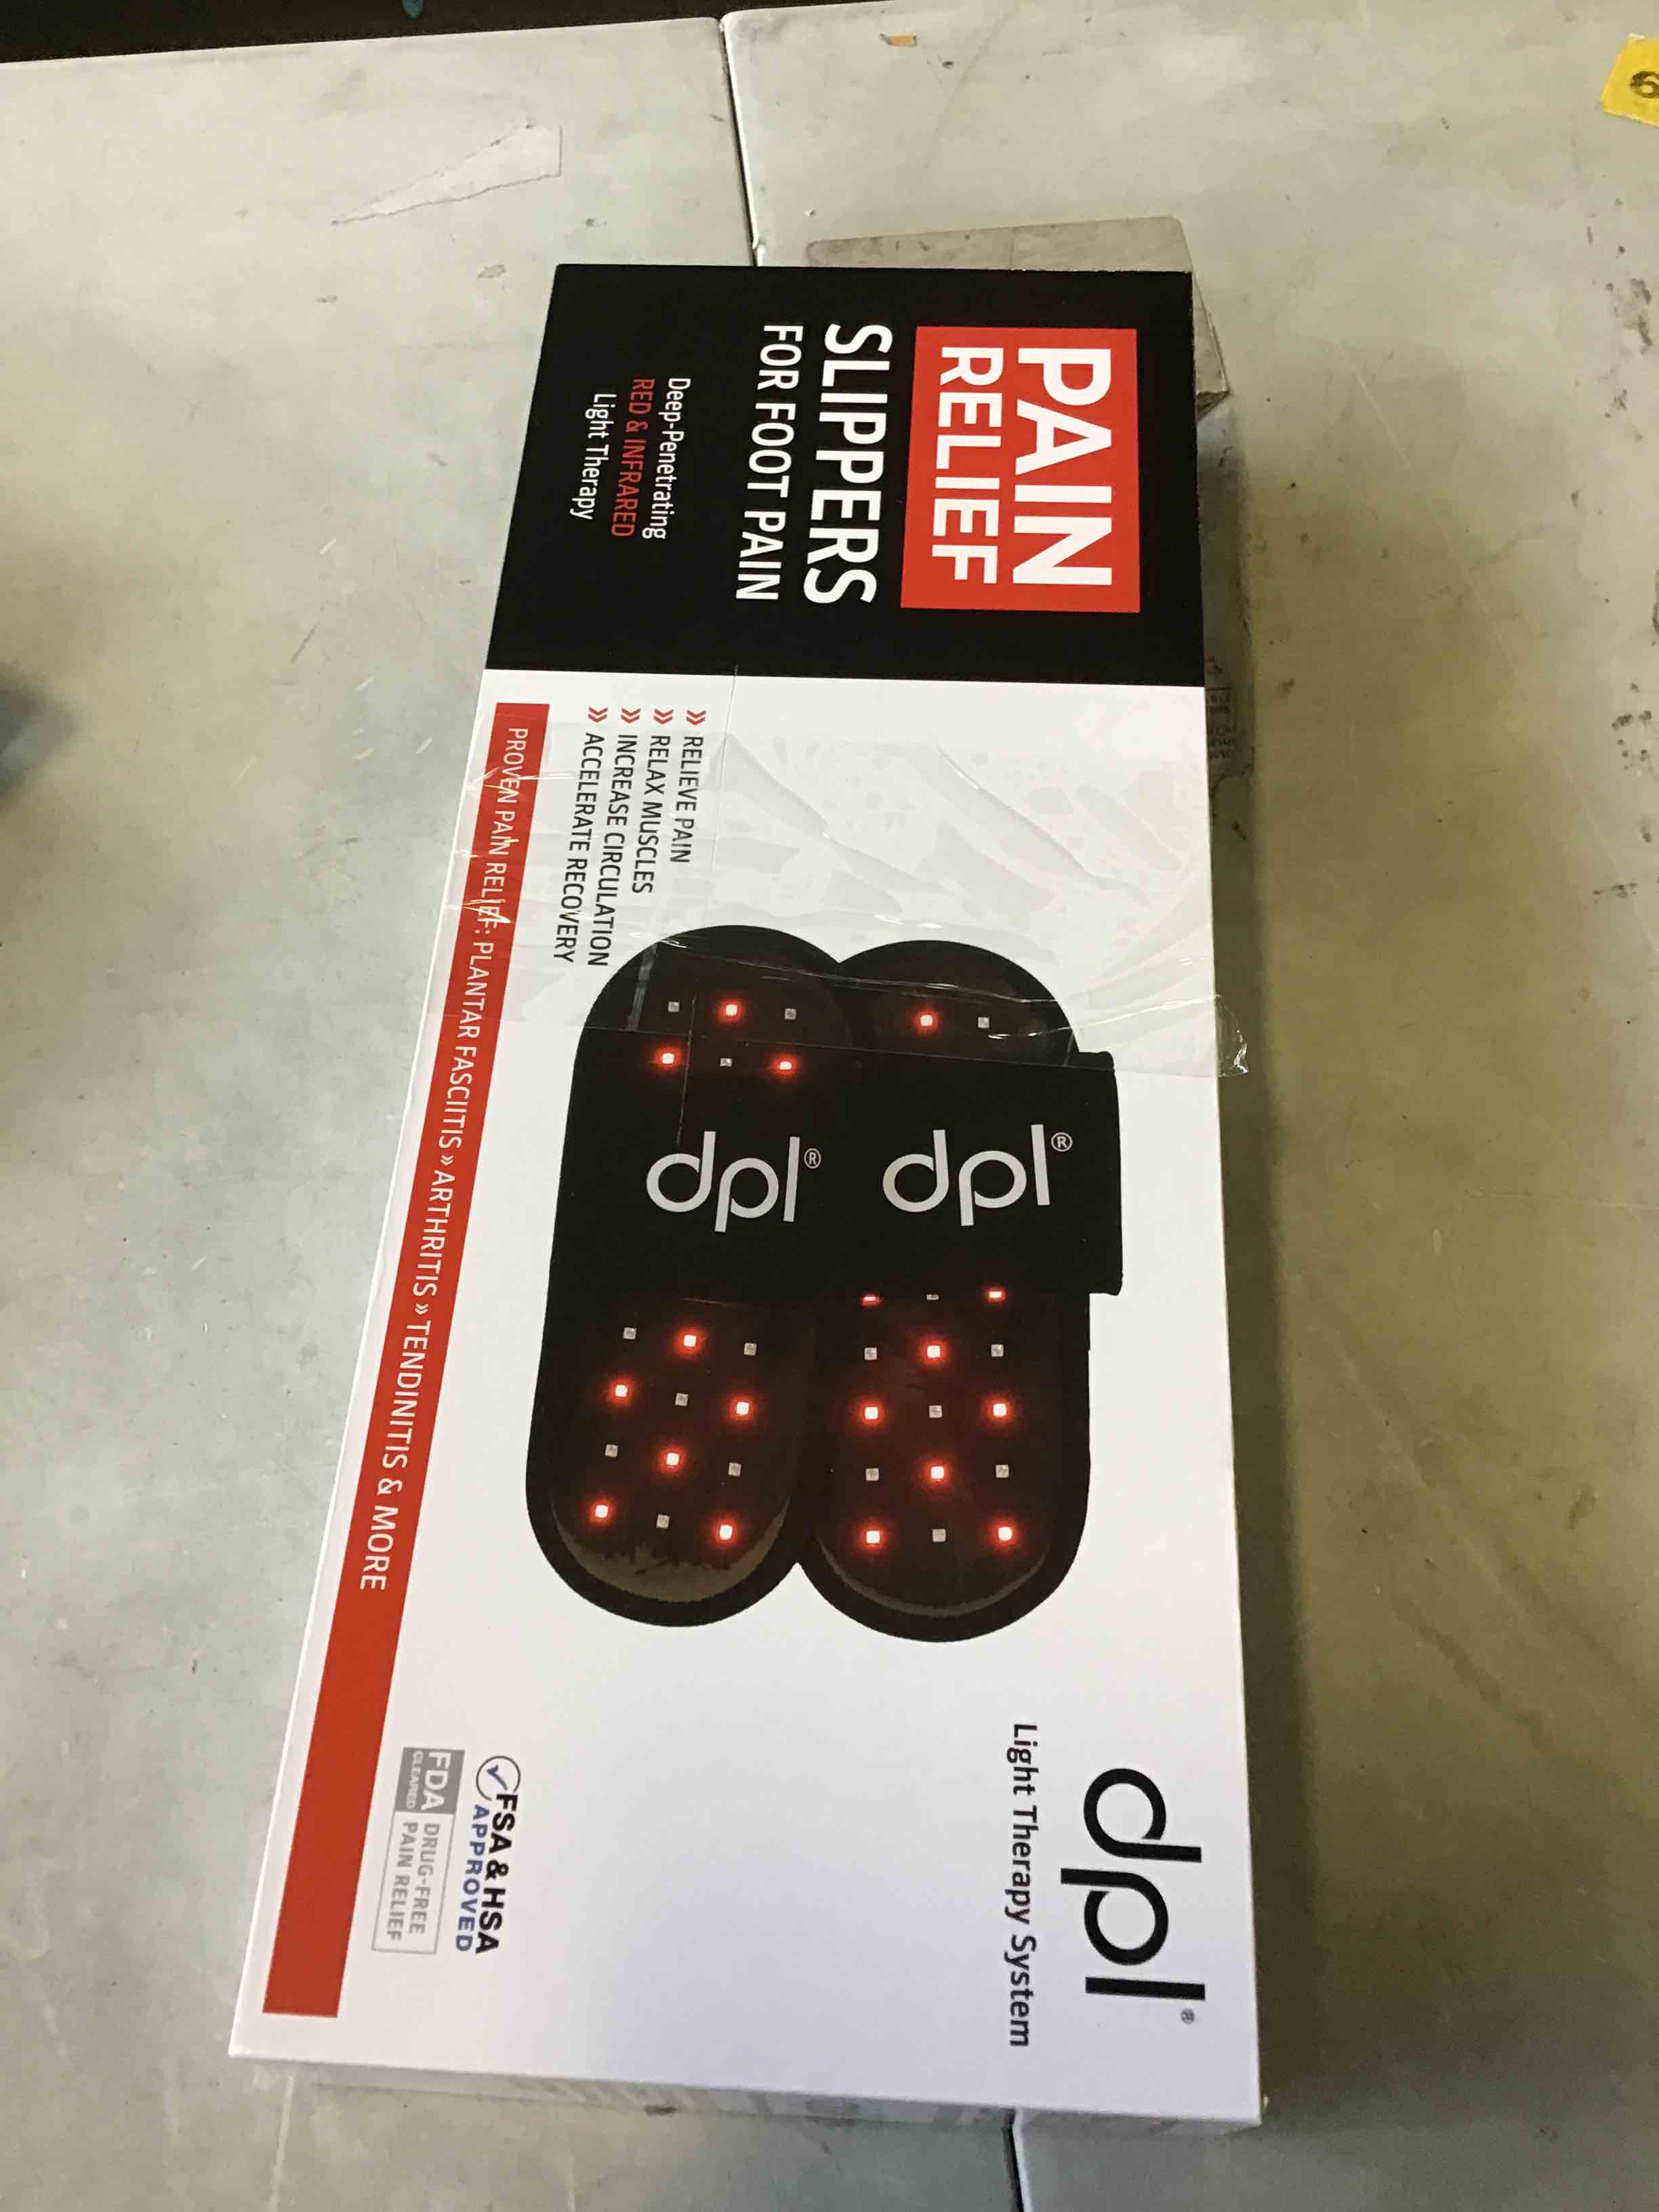 PAIN
RELIEF
SLIPPERS
FOR FOOT PAIN
Deep-Penetrating
RED & INFRARED
Light Therapy
» RELIEVE PAIN
» RELAX MUSCLES
» INCREASE CIRCULATION
» ACCELERATE RECOVERY
PROVEN PAIN RELIEF: PLANTAR FASCIITIS » ARTHRITIS » TENDINITIS & MORE
dpl®
dpl®
dpl®
Light Therapy System
FSA & HSA
APPROVED
FDA
CLEARED
DRUG-FREE
PAIN RELIEF
6